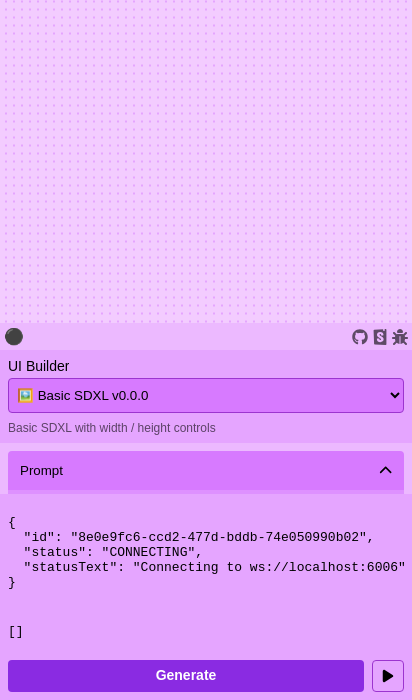 UI Builder
🖼️ Basic SDXL v0.0.0
Basic SDXL with width / height controls
Prompt
{
  "id": "8e0e9fc6-ccd2-477d-bddb-74e050990b02",
  "status": "CONNECTING",
  "statusText": "Connecting to ws://localhost:6006"
}
[]
Generate